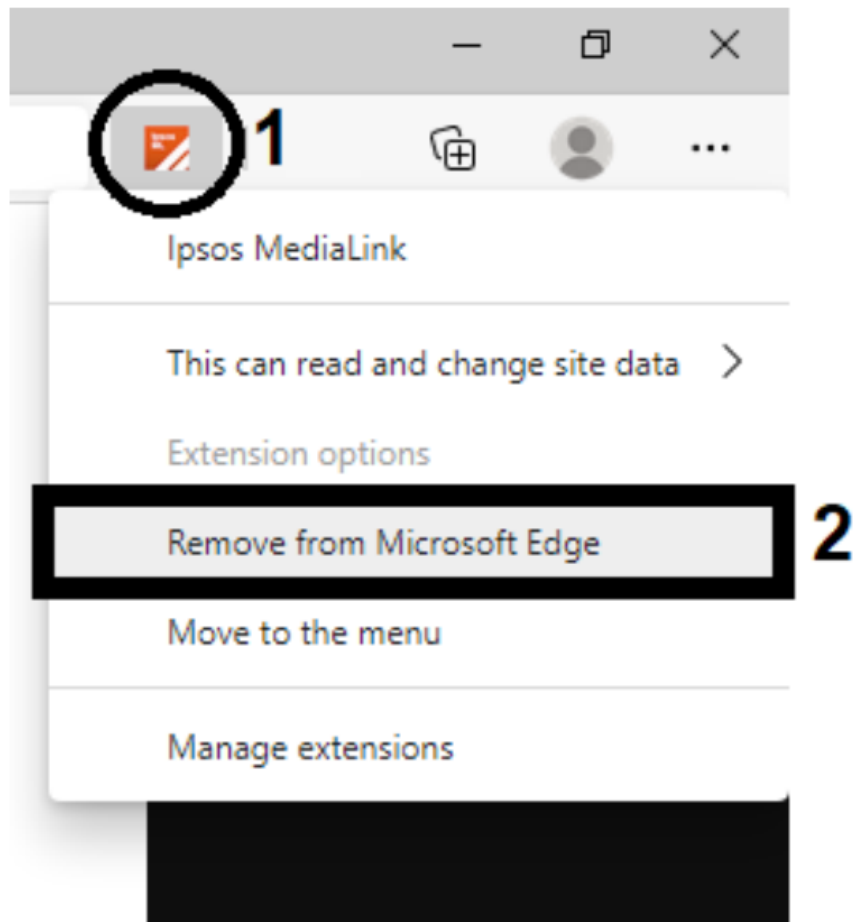 1
Ipsos MediaLink
This can read and change site data
Extension options
Remove from Microsoft Edge
2
Move to the menu
Manage extensions